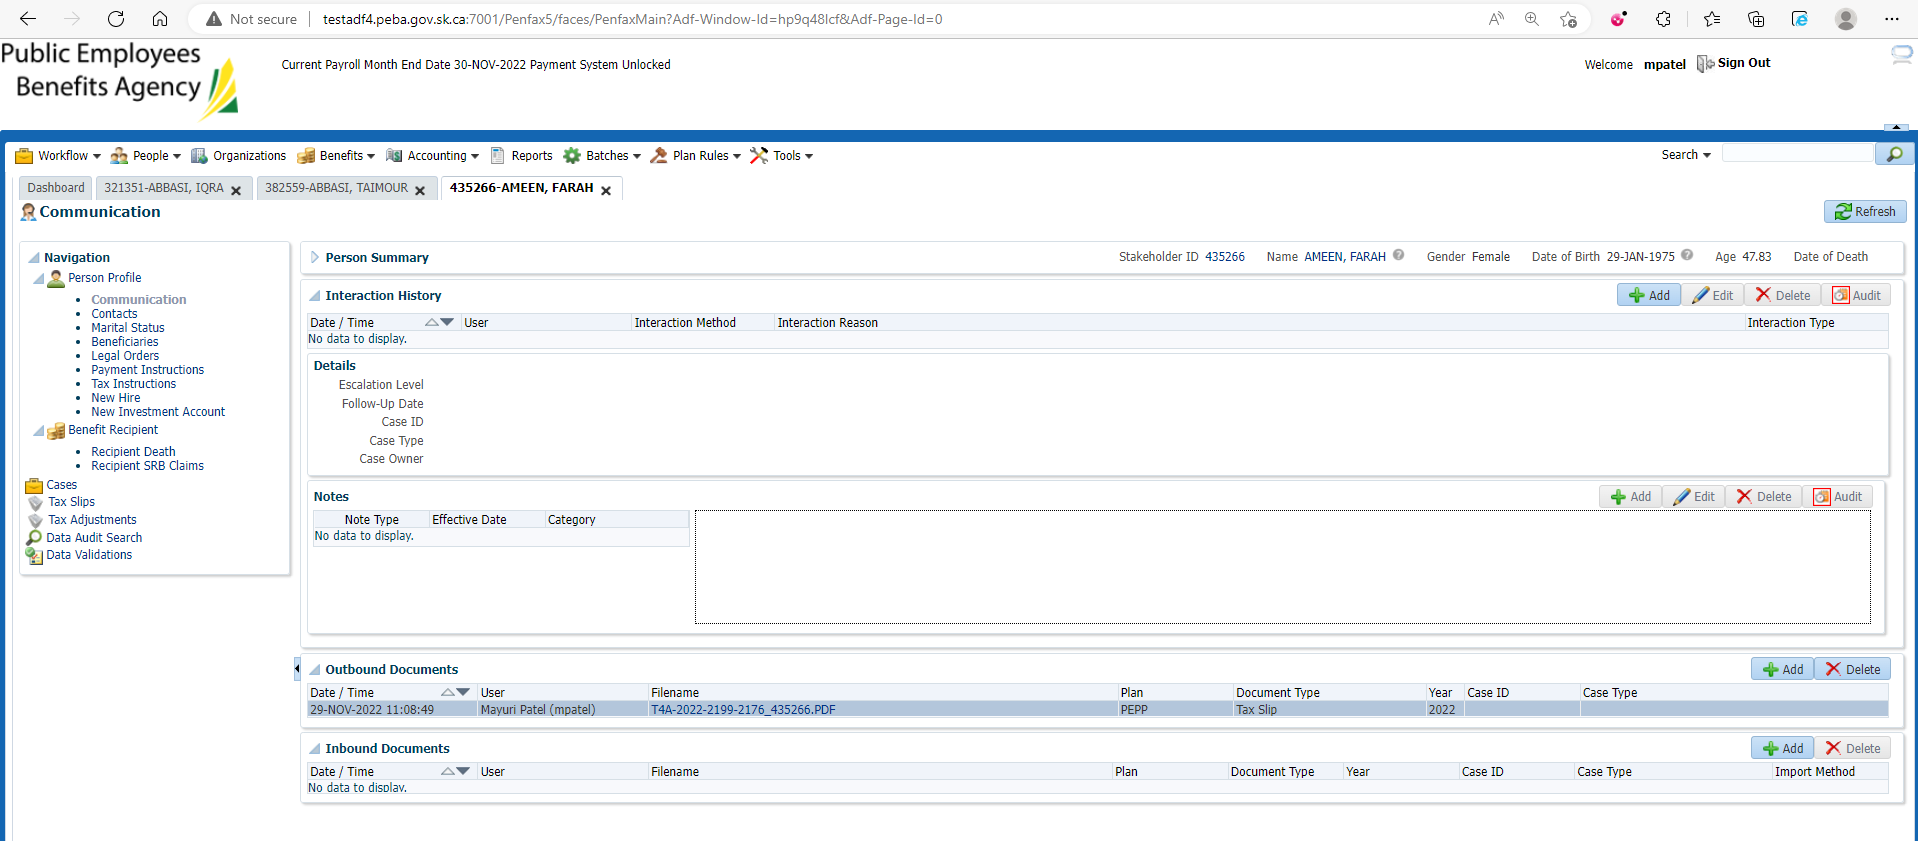 Not secure
testadf4.peba.gov.sk.ca:7001/Penfax5/faces/PenfaxMain?Adf-Window-Id=hp9q48lcf&Adf-Page-Id=0
Public Employees
Benefits Agency
Current Payroll Month End Date 30-NOV-2022 Payment System Unlocked
Welcome mpatel Sign Out
Workflow People Organizations Benefits Accounting Reports Batches Plan Rules Tools Search
Dashboard 321351-ABBASI, IQRA 382559-ABBASI, TAIMOUR 435266-AMEEN, FARAH
Communication
Refresh
Navigation
Person Profile
Communication
Contacts
Marital Status
Beneficiaries
Legal Orders
Payment Instructions
Tax Instructions
New Hire
New Investment Account
Benefit Recipient
Recipient Death
Recipient SRB Claims
Cases
Tax Slips
Tax Adjustments
Data Audit Search
Data Validations
Person Summary Stakeholder ID 435266 Name AMEEN, FARAH Gender Female Date of Birth 29-JAN-1975 Age 47.83 Date of Death
Interaction History Add Edit Delete Audit
Date / Time User Interaction Method Interaction Reason Interaction Type
No data to display.
Details
Escalation Level
Follow-Up Date
Case ID
Case Type
Case Owner
Notes Add Edit Delete Audit
Note Type Effective Date Category
No data to display.
Outbound Documents Add Delete
Date / Time User Filename Plan Document Type Year Case ID Case Type
29-NOV-2022 11:08:49 Mayuri Patel (mpatel) T4A-2022-2199-2176_435266.PDF PEPP Tax Slip 2022
Inbound Documents Add Delete
Date / Time User Filename Plan Document Type Year Case ID Case Type Import Method
No data to display.